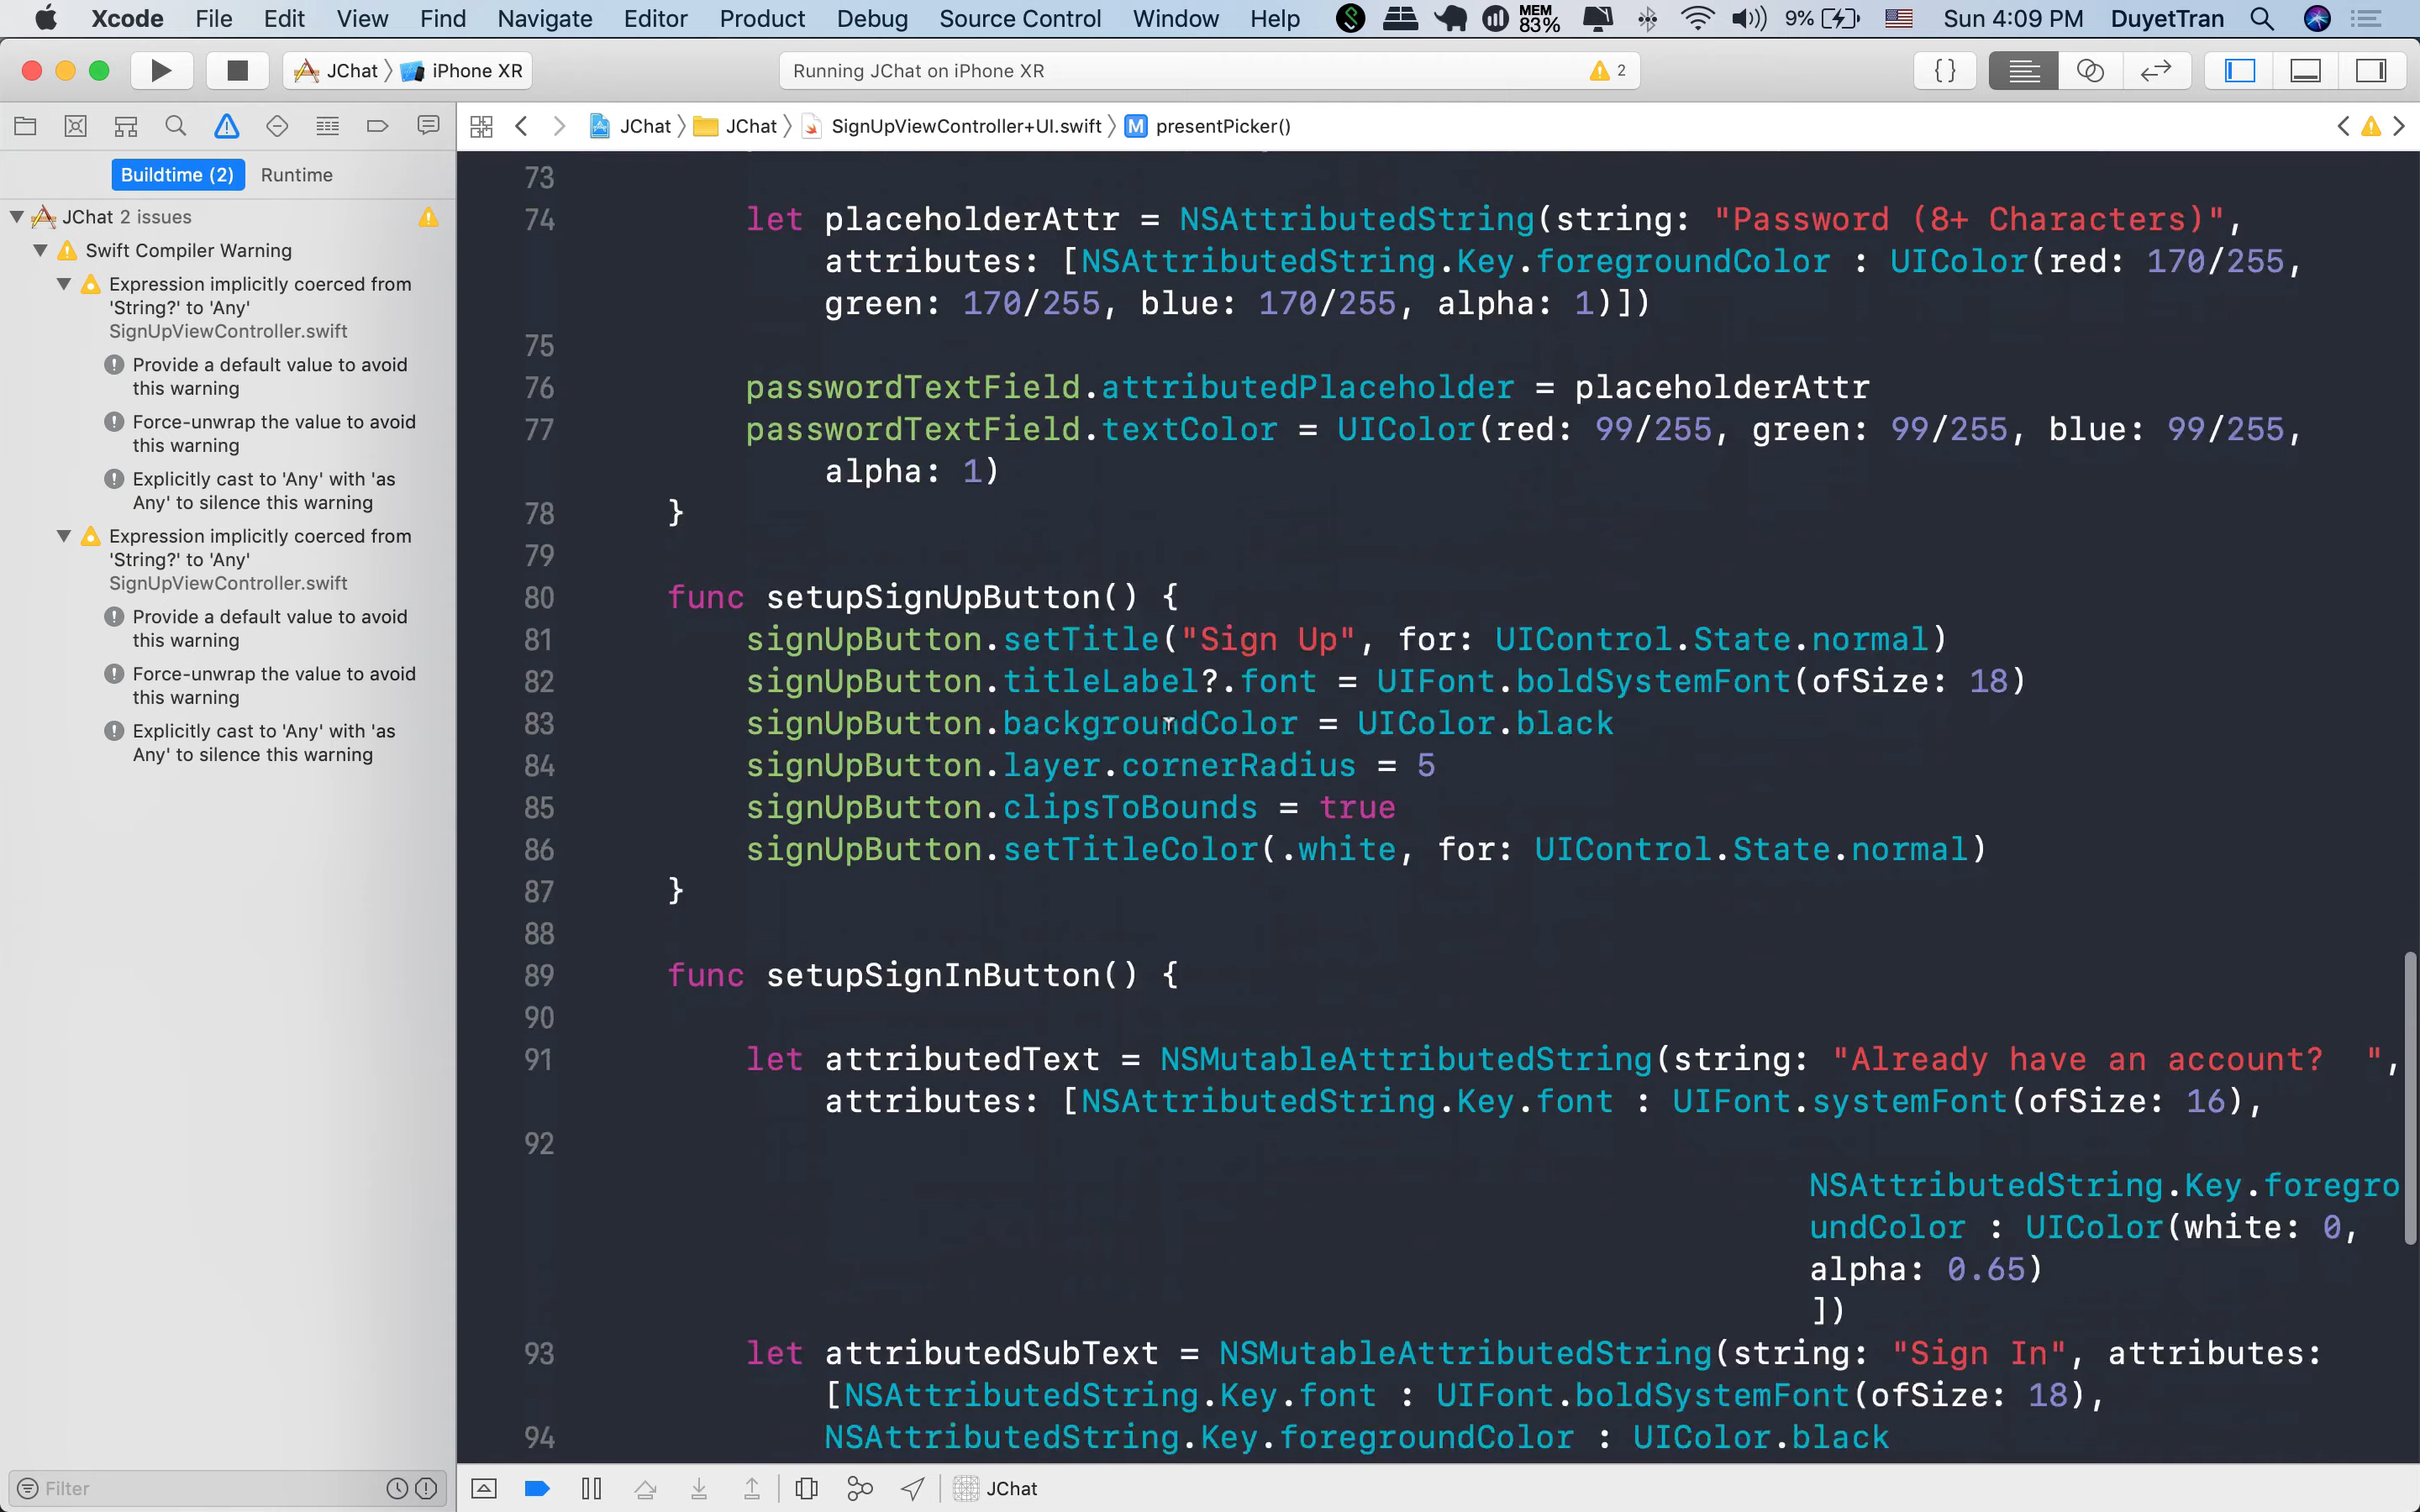 Xcode File Edit View Find Navigate Editor Product Debug Source Control Window Help MEM 83% 9% Sun 4:09 PM DuyetTran
JChat iPhone XR Running JChat on iPhone XR 2 { }
JChat JChat SignUpViewController+UI.swift M presentPicker()
Buildtime (2) Runtime
JChat 2 issues
Swift Compiler Warning
Expression implicitly coerced from
'String?' to 'Any'
SignUpViewController.swift
Provide a default value to avoid
this warning
Force-unwrap the value to avoid
this warning
Explicitly cast to 'Any' with 'as
Any' to silence this warning
Expression implicitly coerced from
'String?' to 'Any'
SignUpViewController.swift
Provide a default value to avoid
this warning
Force-unwrap the value to avoid
this warning
Explicitly cast to 'Any' with 'as
Any' to silence this warning
Filter
73
74 let placeholderAttr = NSAttributedString(string: "Password (8+ Characters)",
attributes: [NSAttributedString.Key.foregroundColor : UIColor(red: 170/255,
green: 170/255, blue: 170/255, alpha: 1)])
75
76 passwordTextField.attributedPlaceholder = placeholderAttr
77 passwordTextField.textColor = UIColor(red: 99/255, green: 99/255, blue: 99/255,
alpha: 1)
78 }
79
80 func setupSignUpButton() {
81 signUpButton.setTitle("Sign Up", for: UIControl.State.normal)
82 signUpButton.titleLabel?.font = UIFont.boldSystemFont(ofSize: 18)
83 signUpButton.backgroundColor = UIColor.black
84 signUpButton.layer.cornerRadius = 5
85 signUpButton.clipsToBounds = true
86 signUpButton.setTitleColor(.white, for: UIControl.State.normal)
87 }
88
89 func setupSignInButton() {
90
91 let attributedText = NSMutableAttributedString(string: "Already have an account?  ",
attributes: [NSAttributedString.Key.font : UIFont.systemFont(ofSize: 16),
92
NSAttributedString.Key.foregro
undColor : UIColor(white: 0,
alpha: 0.65)
])
93 let attributedSubText = NSMutableAttributedString(string: "Sign In", attributes:
[NSAttributedString.Key.font : UIFont.boldSystemFont(ofSize: 18),
94 NSAttributedString.Key.foregroundColor : UIColor.black
JChat